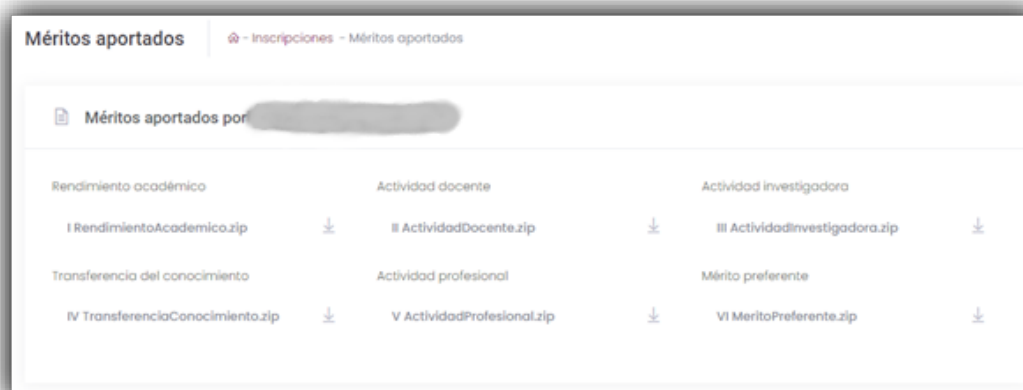 Méritos aportados
- Inscripciones - Méritos aportados
Méritos aportados por
Rendimiento académico
Actividad docente
Actividad investigadora
I RendimientoAcademico.zip
II ActividadDocente.zip
III ActividadInvestigadora.zip
Transferencia del conocimiento
Actividad profesional
Mérito preferente
IV TransferenciaConocimiento.zip
V ActividadProfesional.zip
VI MeritoPreferente.zip